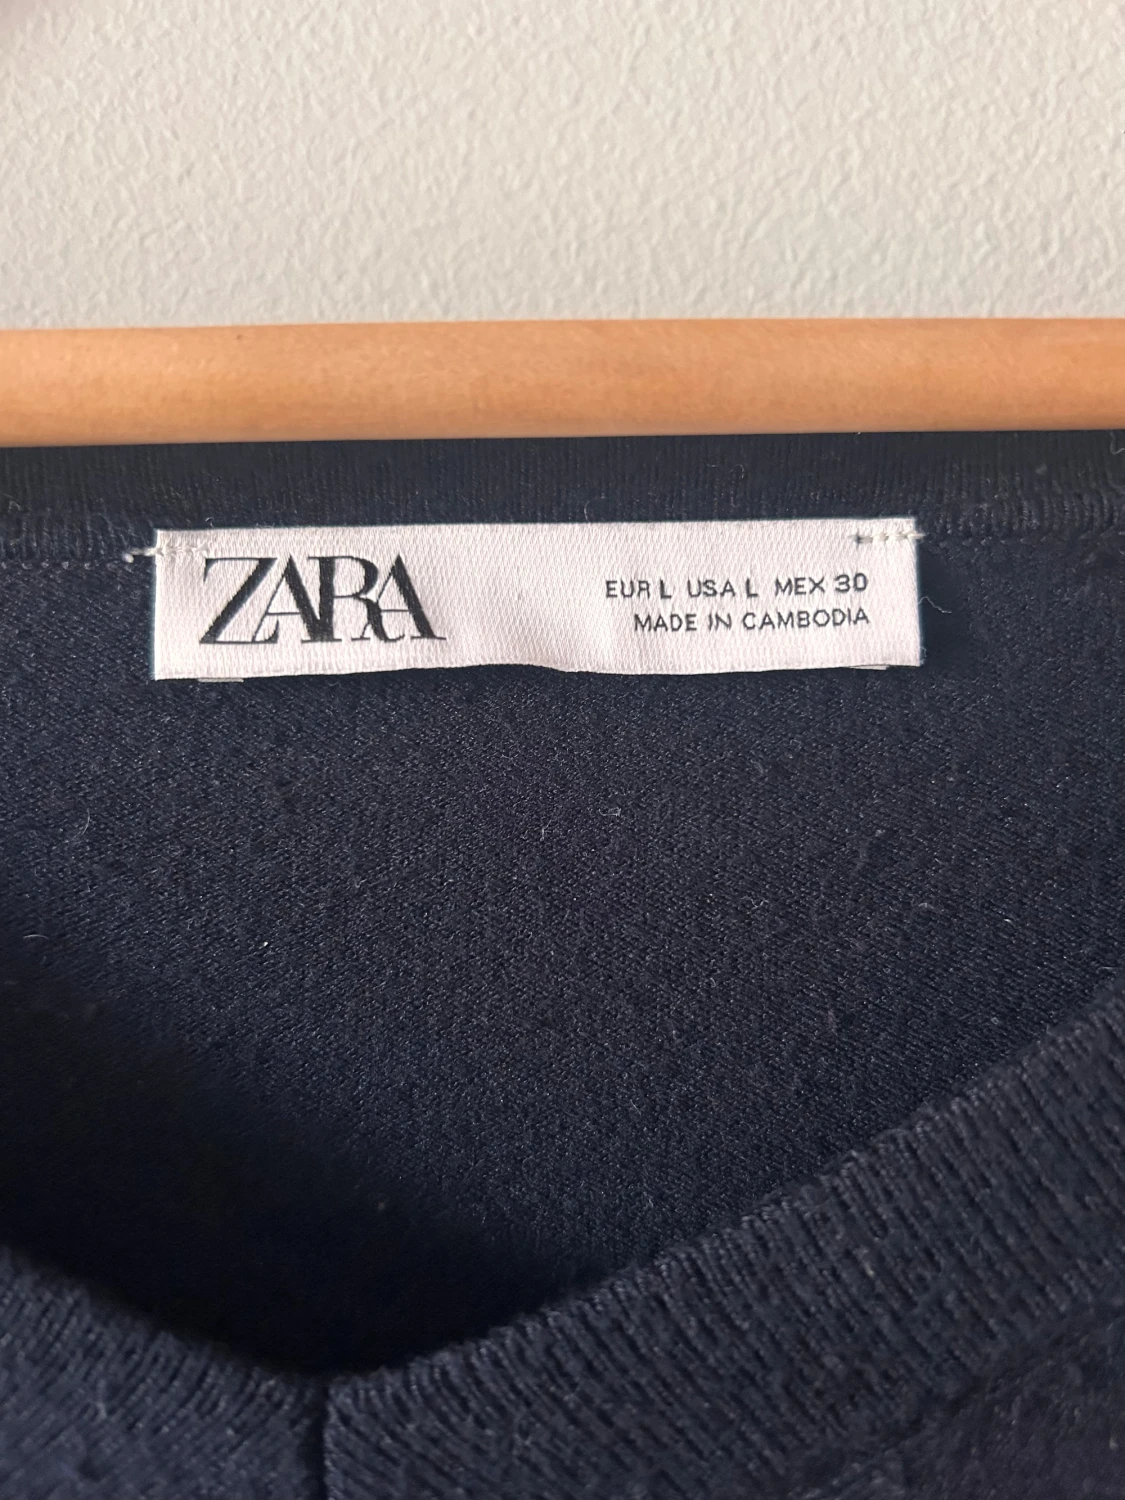 ZARA
EUR L USA L MEX 30
MADE IN CAMBODIA